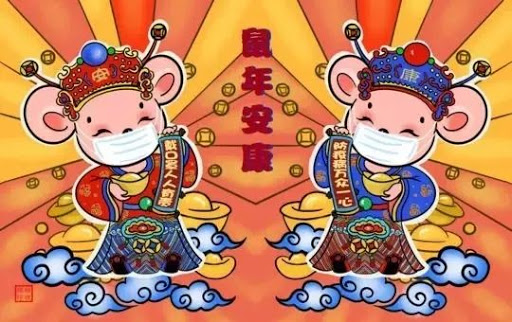 鼠年安康
安
康
戴口罩人人有责
防疫病万众一心